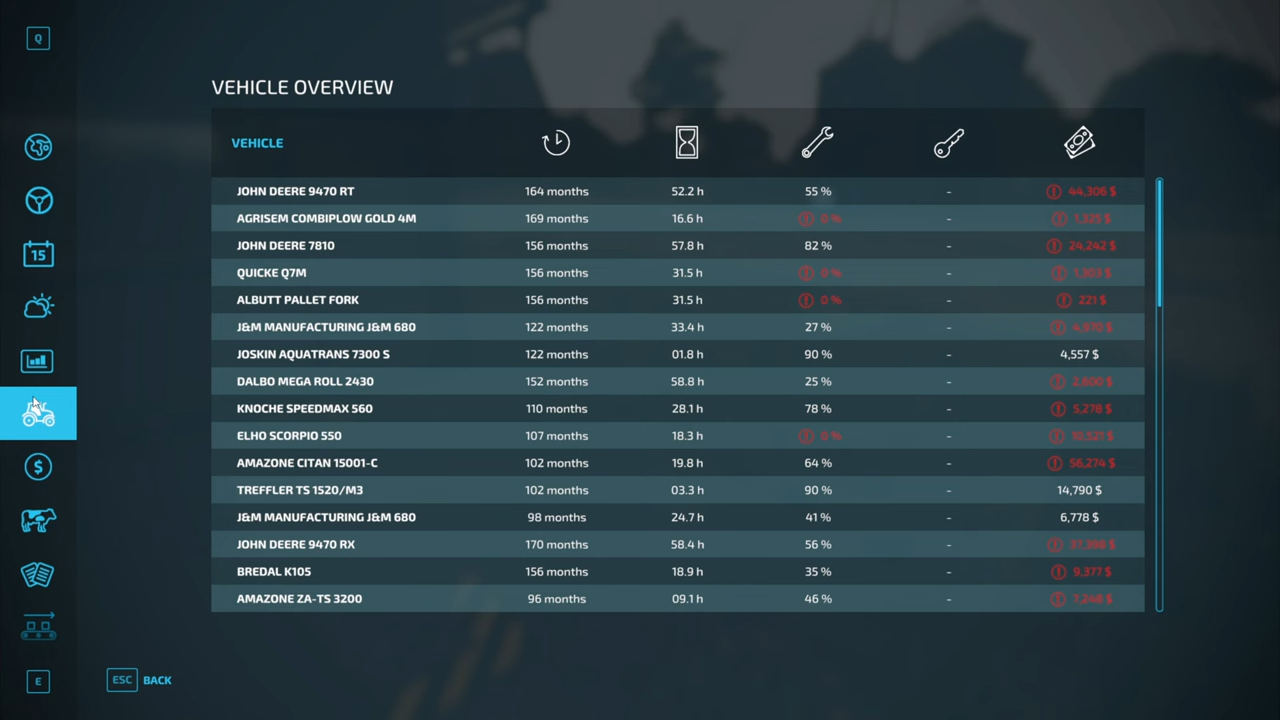 Q
VEHICLE OVERVIEW
VEHICLE
15
JOHN DEERE 9470 RT 164 months 52.2 h 55 % - 44,306 $
AGRISEM COMBIPLOW GOLD 4M 169 months 16.6 h 0 % - 1,325 $
JOHN DEERE 7810 156 months 57.8 h 82 % - 24,242 $
QUICKE Q7M 156 months 31.5 h 0 % - 1,303 $
ALBUTT PALLET FORK 156 months 31.5 h 0 % - 221 $
J&M MANUFACTURING J&M 680 122 months 33.4 h 27 % - 4,970 $
JOSKIN AQUATRANS 7300 S 122 months 01.8 h 90 % - 4,557 $
DALBO MEGA ROLL 2430 152 months 58.8 h 25 % - 2,600 $
KNOCHE SPEEDMAX 560 110 months 28.1 h 78 % - 5,278 $
ELHO SCORPIO 550 107 months 18.3 h 0 % - $
AMAZONE CITAN 15001-C 102 months 19.8 h 64 % - 56,274 $
TREFFLER TS 1520/M3 102 months 03.3 h 90 % - 14,790 $
J&M MANUFACTURING J&M 680 98 months 24.7 h 41 % - 6,778 $
JOHN DEERE 9470 RX 170 months 58.4 h 56 % - $
BREDAL K105 156 months 18.9 h 35 % - 9,377 $
AMAZONE ZA-TS 3200 96 months 09.1 h 46 % - 7,248 $
E
ESC BACK